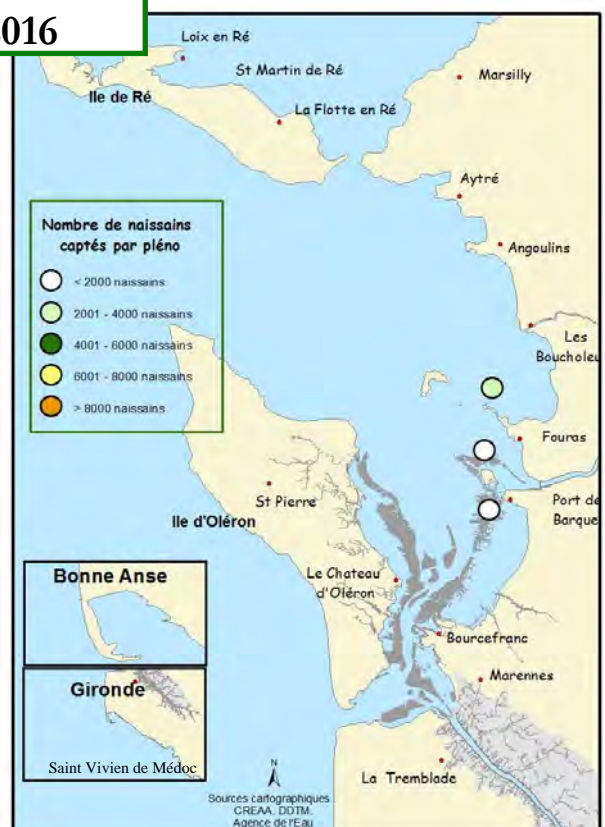 016
Loix en Ré
St Martin de Ré
Marsilly
Ile de Ré
La Flotte en Ré
Aytré
Nombre de naissains
captés par pléno
Angoulins
< 2000 naissains
2001 - 4000 naissains
4001 - 6000 naissains
6001 - 8000 naissains
> 8000 naissains
Les
Boucholeu
Fouras
St Pierre
Port de
Barque
Ile d'Oléron
Bonne Anse
Le Chateau
d'Oléron
Bourcefranc
Gironde
Marennes
Saint Vivien de Médoc
N
La Tremblade
Sources cartographiques
CREAA, DDTM,
Agence de l'Eau